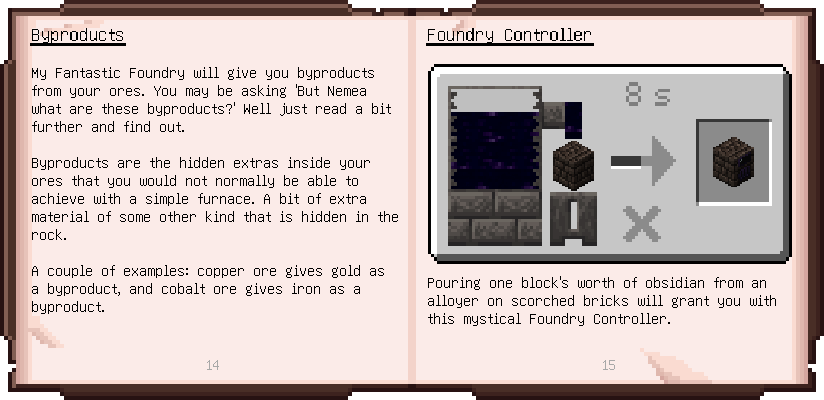 Byproducts
My Fantastic Foundry will give you byproducts
from your ores. You may be asking 'But Nemea
what are these byproducts?' Well just read a bit
further and find out.
Byproducts are the hidden extras inside your
ores that you would not normally be able to
achieve with a simple furnace. A bit of extra
material of some other kind that is hidden in the
rock.
A couple of examples: copper ore gives gold as
a byproduct, and cobalt ore gives iron as a
byproduct.
14
Foundry Controller
8 s
Pouring one block's worth of obsidian from an
alloyer on scorched bricks will grant you with
this mystical Foundry Controller.
15